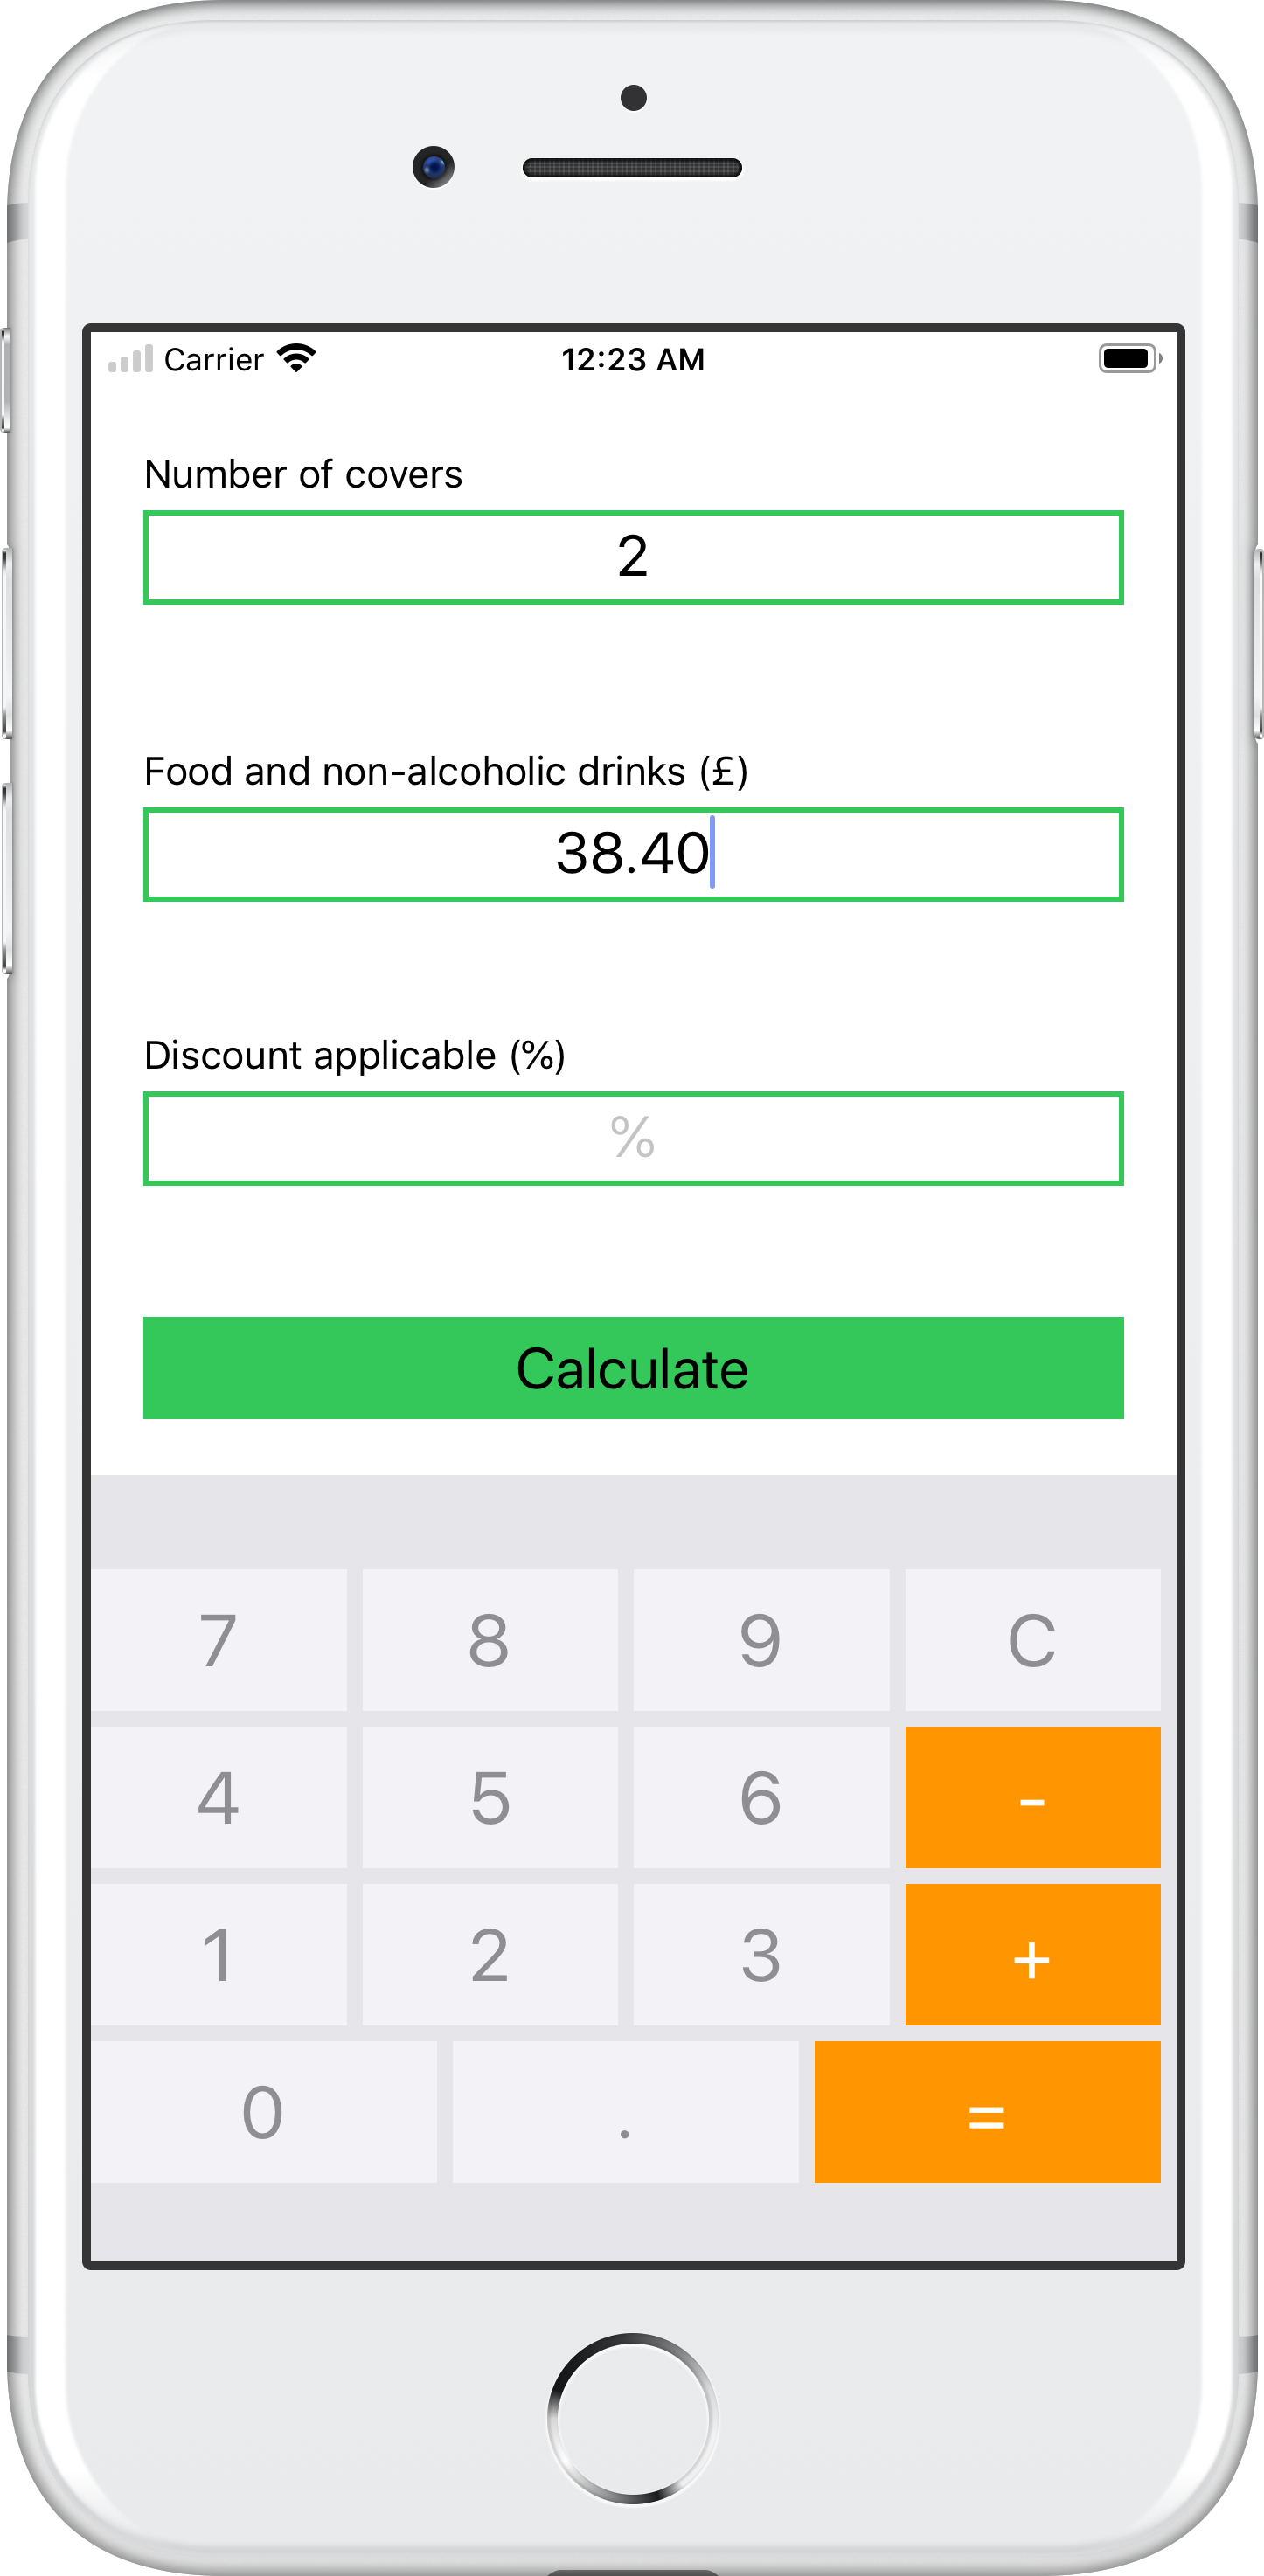 Carrier 12:23 AM
Number of covers
2
Food and non-alcoholic drinks (£)
38.40
Discount applicable (%)
%
Calculate
7 8 9 C
4 5 6 -
1 2 3 +
0 . =